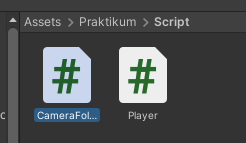 Assets > Praktikum > Script
CameraFol...
Player